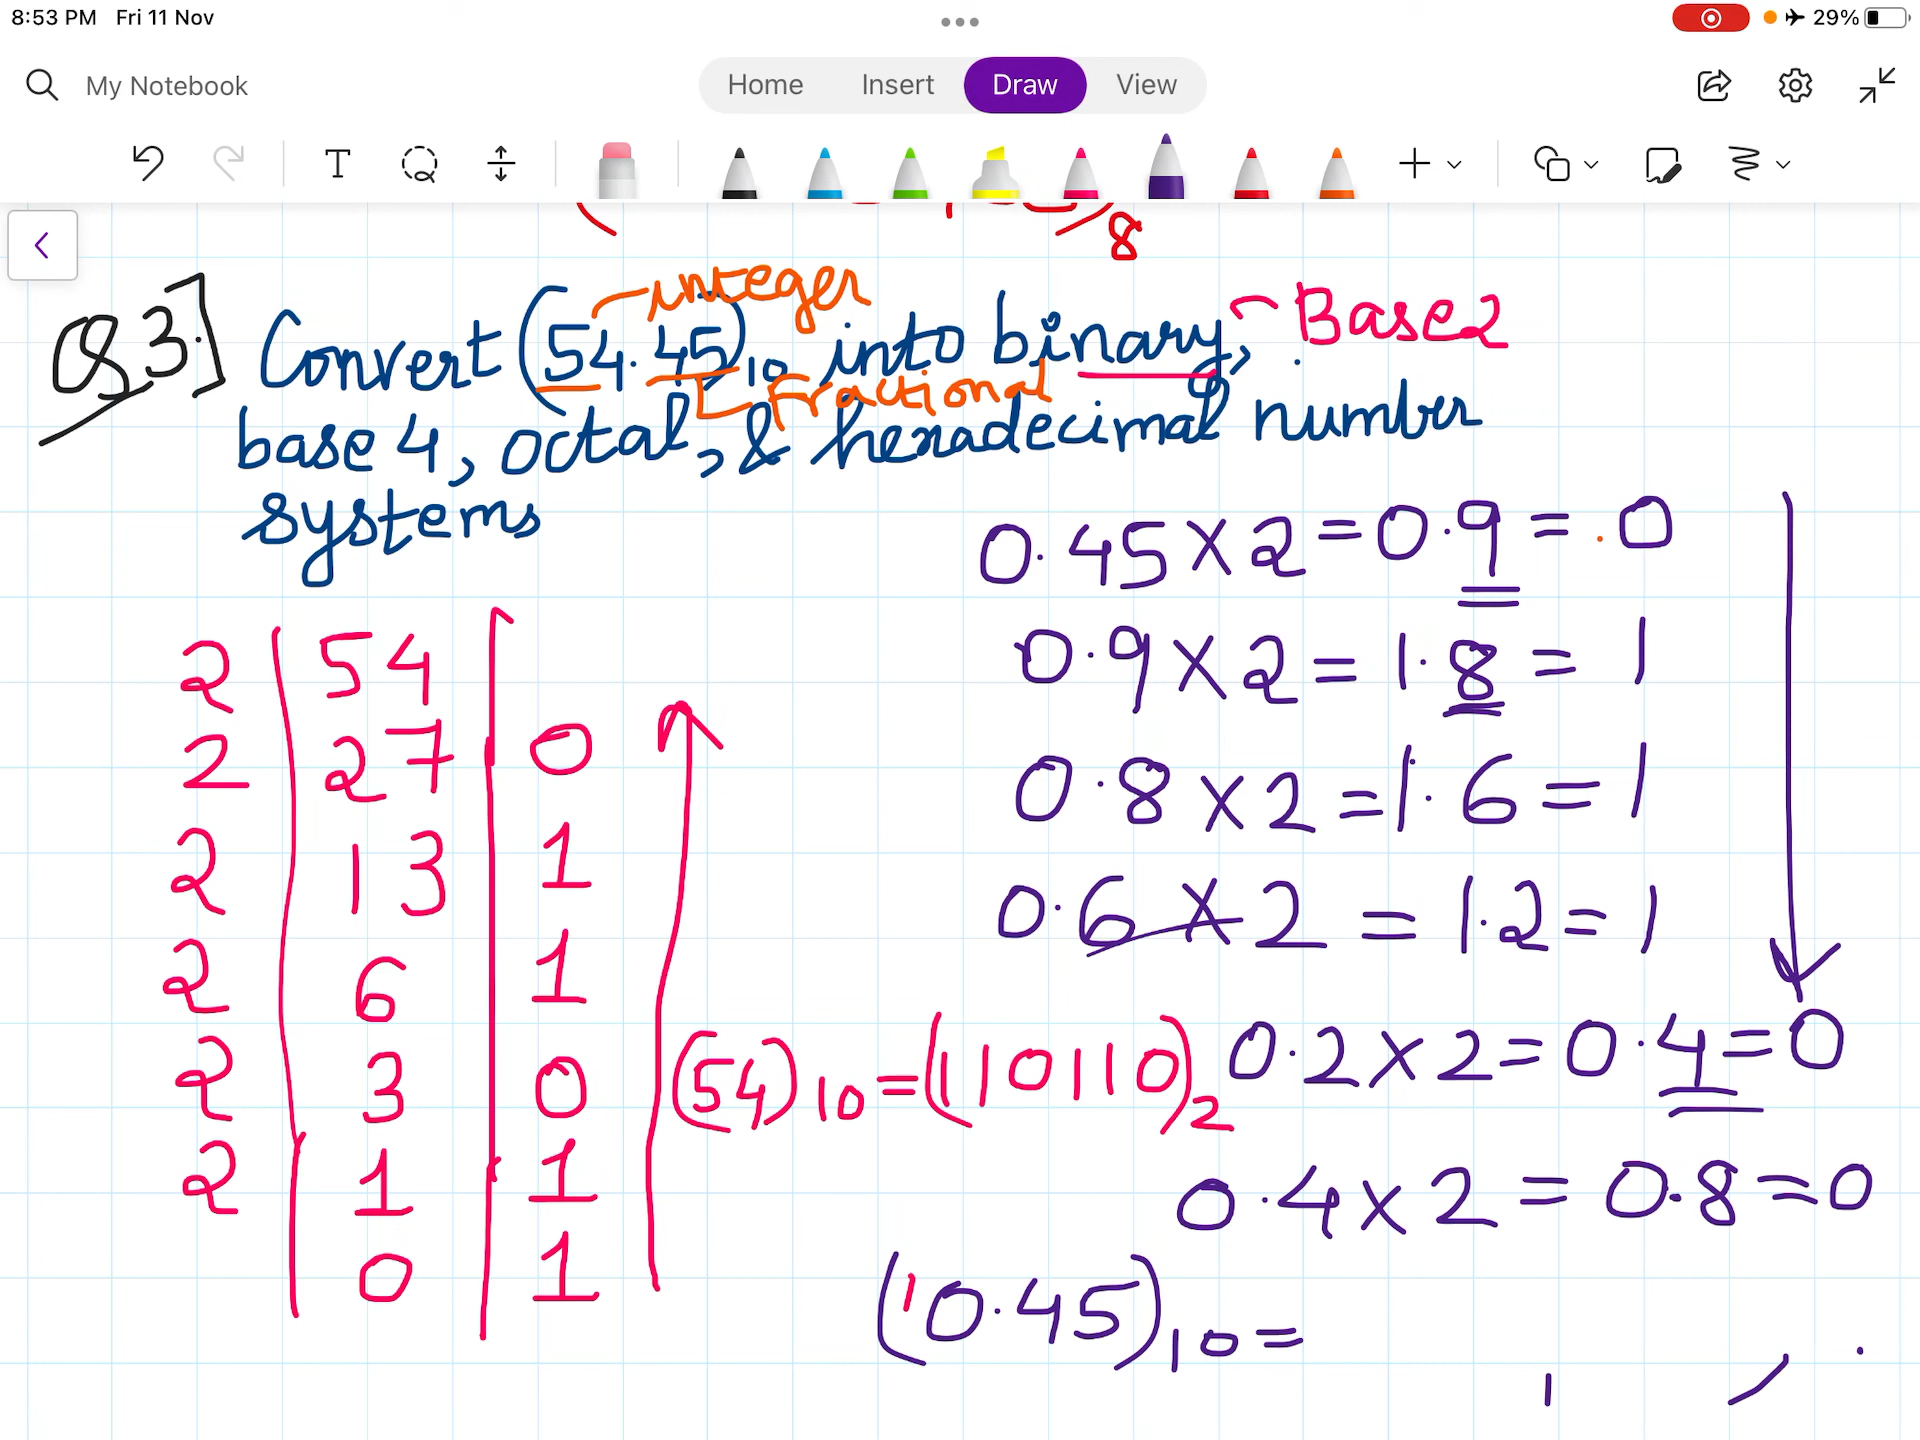 8:53 PM Fri 11 Nov
29%
My Notebook
Home Insert Draw View
T
8
Q3.] Convert (54.45)10 into binary, Base2
integer
fractional
base 4, octal, & hexadecimal number
systems
0.45 X 2 = 0.9 = .0
0.9 X 2 = 1.8 = 1
0.8 X 2 = 1.6 = 1
0.6 X 2 = 1.2 = 1
0.2 X 2 = 0.4 = 0
0.4 X 2 = 0.8 = 0
2 54
2 27 0
2 13 1
2 6 1
2 3 0
2 1 1
0 1
(54)10 = (110110)2
(0.45)10 =